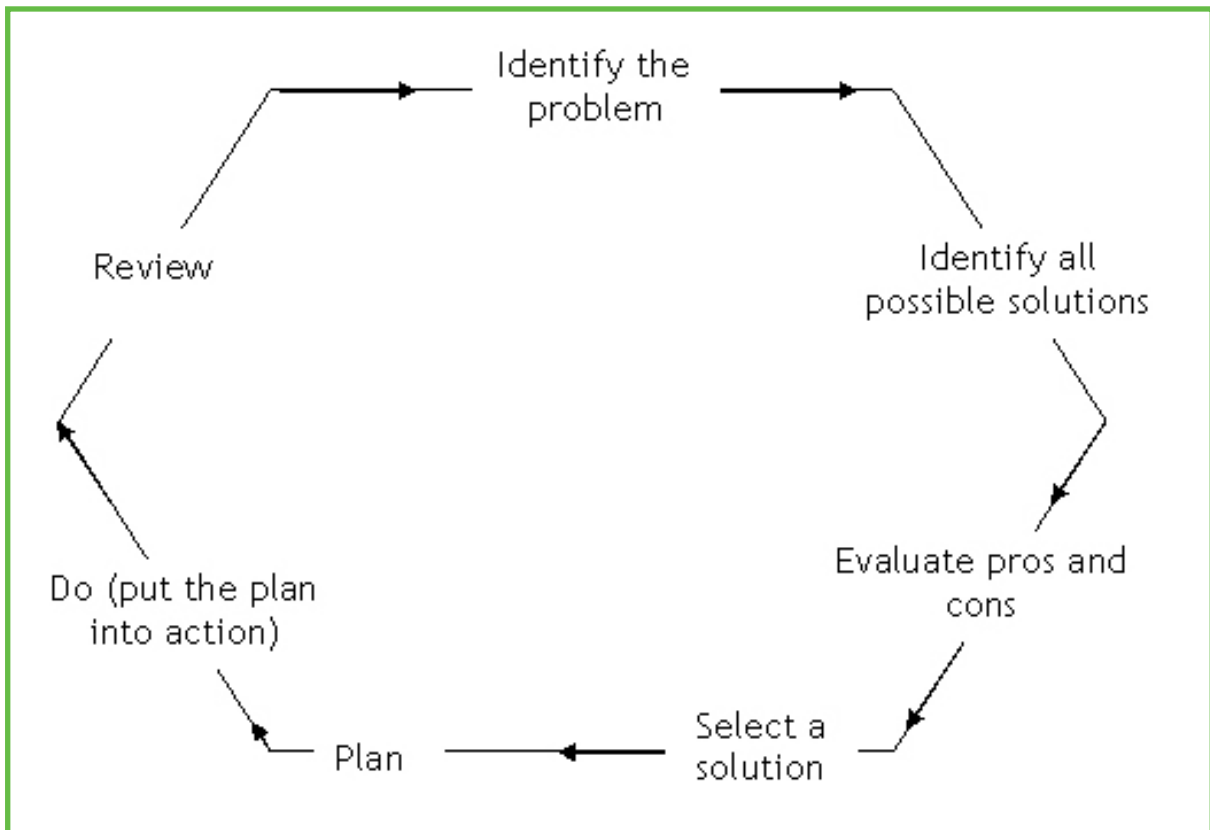 Identify the
problem
Identify all
possible solutions
Evaluate pros and
cons
Select a
solution
Plan
Do (put the plan
into action)
Review